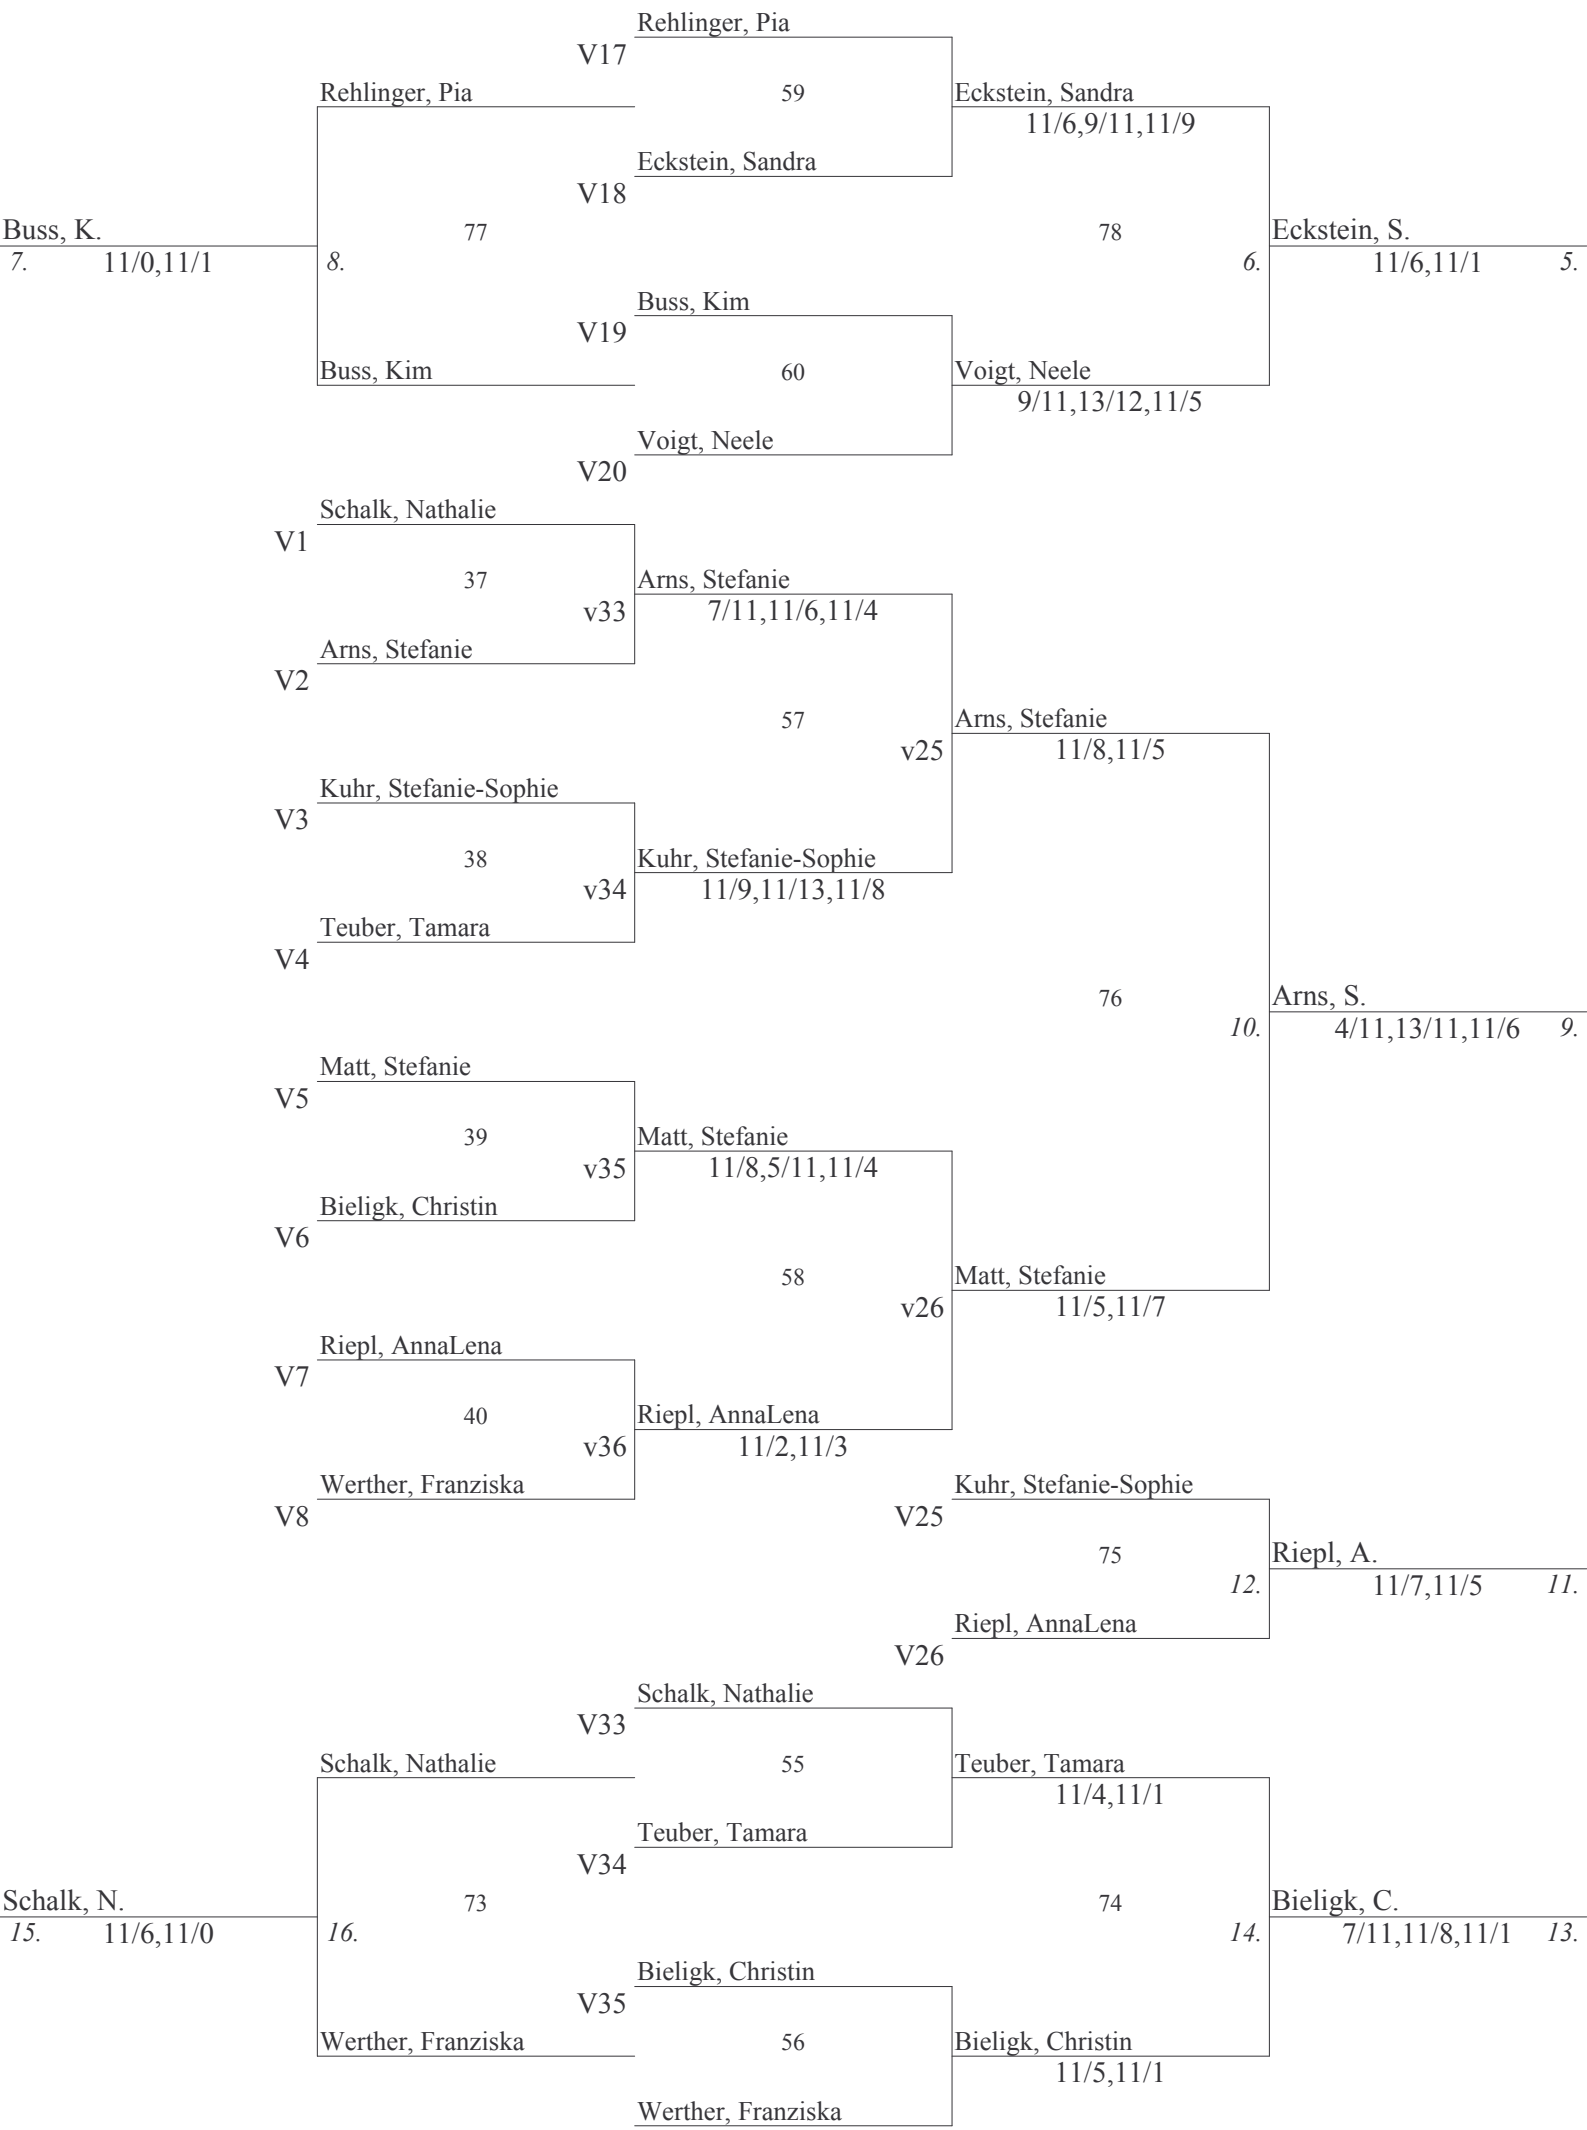 Rehlinger, Pia
V17
Rehlinger, Pia
59
Eckstein, Sandra
11/6,9/11,11/9
Eckstein, Sandra
V18
Buss, K.
77
78
Eckstein, S.
7.
11/0,11/1
8.
6.
11/6,11/1
5.
Buss, Kim
V19
Buss, Kim
60
Voigt, Neele
9/11,13/12,11/5
Voigt, Neele
V20
Schalk, Nathalie
V1
37
Arns, Stefanie
v33
7/11,11/6,11/4
Arns, Stefanie
V2
57
Arns, Stefanie
v25
11/8,11/5
Kuhr, Stefanie-Sophie
V3
38
Kuhr, Stefanie-Sophie
v34
11/9,11/13,11/8
Teuber, Tamara
V4
76
Arns, S.
10.
4/11,13/11,11/6
9.
Matt, Stefanie
V5
39
Matt, Stefanie
v35
11/8,5/11,11/4
Bieligk, Christin
V6
58
Matt, Stefanie
v26
11/5,11/7
Riepl, AnnaLena
V7
40
Riepl, AnnaLena
v36
11/2,11/3
Werther, Franziska
V8
Kuhr, Stefanie-Sophie
V25
75
Riepl, A.
12.
11/7,11/5
11.
Riepl, AnnaLena
V26
Schalk, Nathalie
V33
Schalk, Nathalie
55
Teuber, Tamara
11/4,11/1
Teuber, Tamara
V34
Schalk, N.
73
74
Bieligk, C.
15.
11/6,11/0
16.
14.
7/11,11/8,11/1
13.
Bieligk, Christin
V35
Werther, Franziska
56
Bieligk, Christin
11/5,11/1
Werther, Franziska